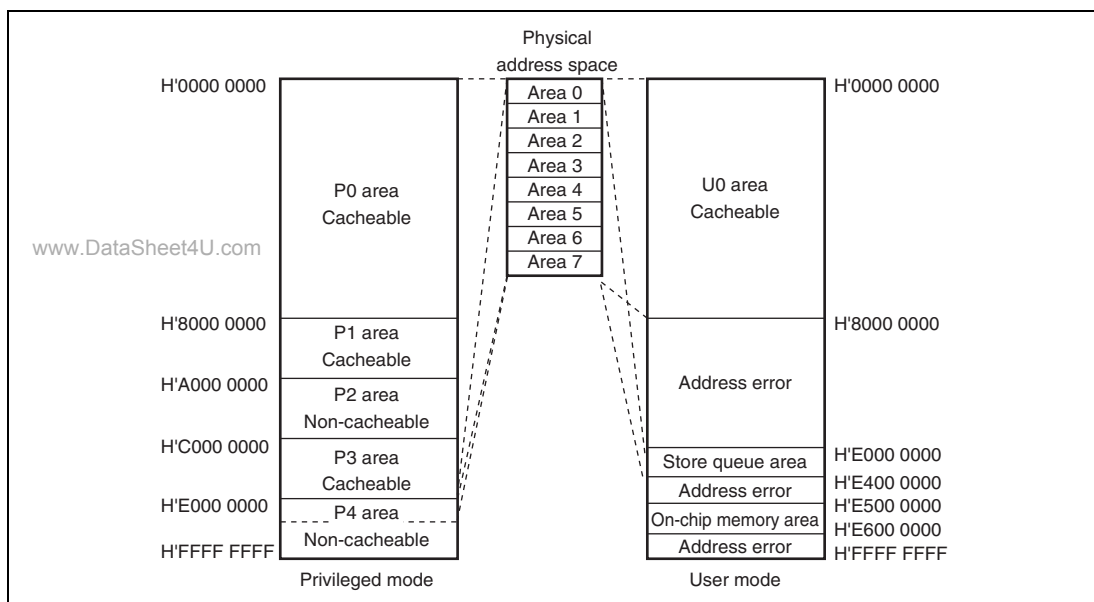 Physical
address space
H'0000 0000
H'0000 0000
Area 0
Area 1
Area 2
Area 3
Area 4
Area 5
Area 6
Area 7
P0 area
Cacheable
U0 area
Cacheable
www.DataSheet4U.com
H'8000 0000
P1 area
Cacheable
H'A000 0000
P2 area
Non-cacheable
H'C000 0000
P3 area
Cacheable
H'E000 0000
P4 area
Non-cacheable
H'FFFF FFFF
Privileged mode
H'8000 0000
Address error
H'E000 0000
Store queue area
H'E400 0000
Address error
H'E500 0000
On-chip memory area
H'E600 0000
Address error
H'FFFF FFFF
User mode